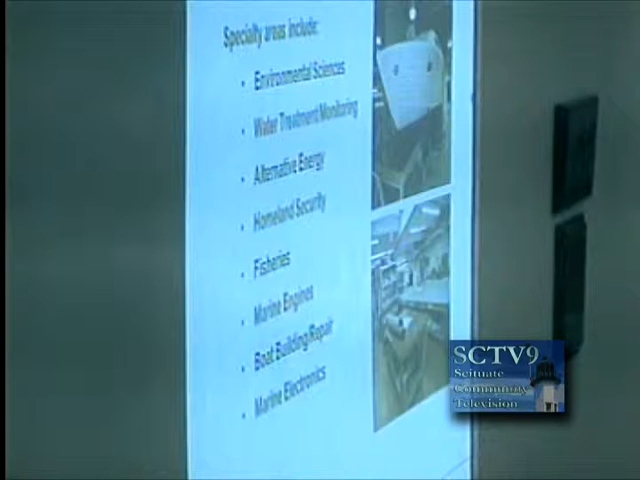 Specialty areas include:
• Environmental Sciences
• Water Treatment/Monitoring
• Alternative Energy
• Homeland Security
• Fisheries
• Marine Engines
• Boat Building/Repair
• Marine Electronics
SCTV9
Scituate
Community
Television